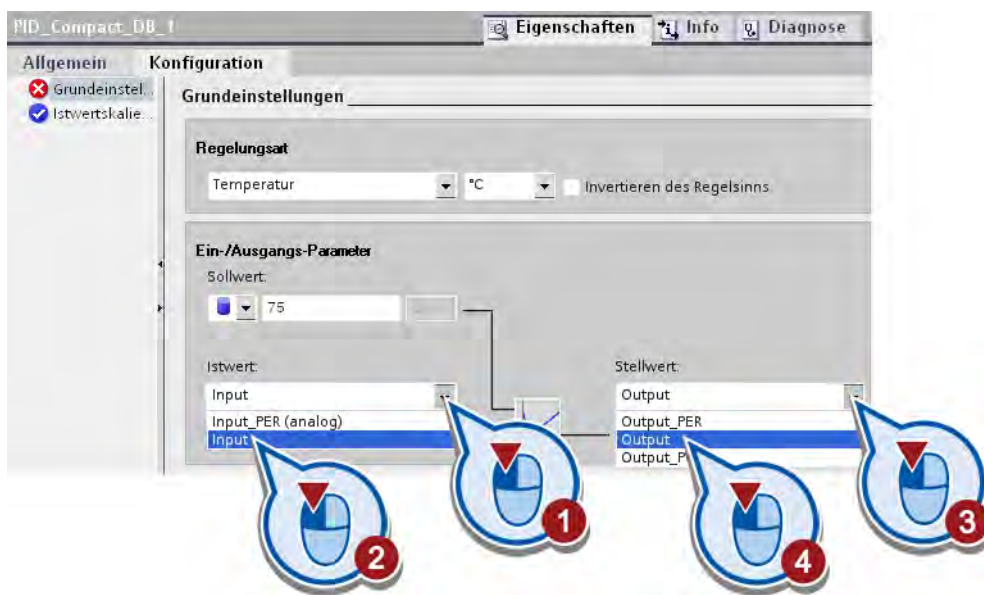 PID_Compact_DB_1
Eigenschaften Info Diagnose
Allgemein Konfiguration
Grundeinstel...
Istwertskalie...
Grundeinstellungen
Regelungsart
Temperatur °C Invertieren des Regelsinns
Ein-/Ausgangs-Parameter
Sollwert:
75
Istwert: Stellwert:
Input Output
Input_PER (analog) Output_PER
Input Output
Output_P
1
2
3
4